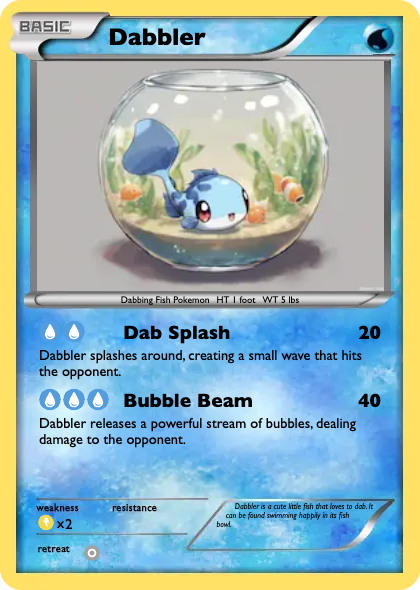 BASIC
Dabbler
Dabbing Fish Pokemon HT 1 foot WT 5 lbs
Dab Splash 20
Dabbler splashes around, creating a small wave that hits
the opponent.
Bubble Beam 40
Dabbler releases a powerful stream of bubbles, dealing
damage to the opponent.
weakness resistance
x2
Dabbler is a cute little fish that loves to dab. It
can be found swimming happily in its fish
bowl.
retreat